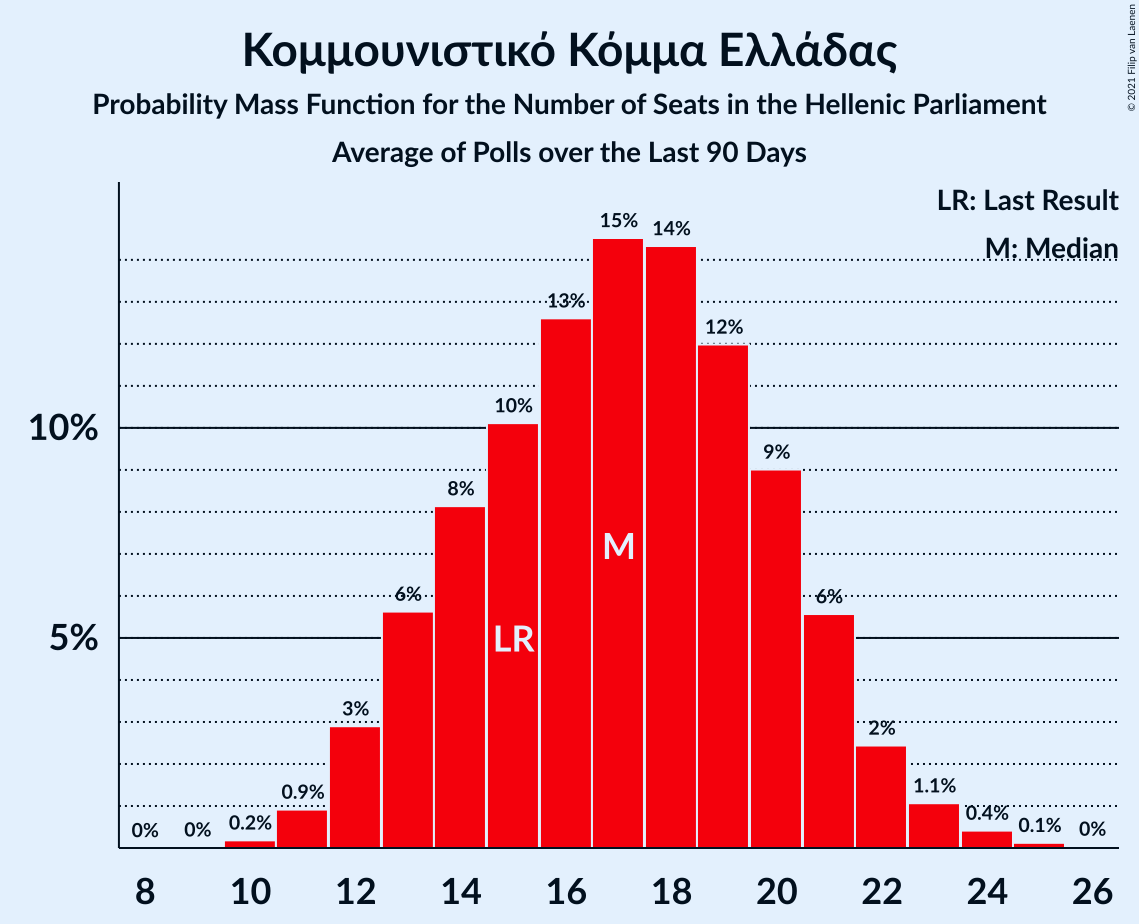 Κομμουνιστικό Κόμμα Ελλάδας
Probability Mass Function for the Number of Seats in the Hellenic Parliament
Average of Polls over the Last 90 Days
© 2021 Filip van Laenen
LR: Last Result
M: Median
10%
5%
0%
0%
0.2%
0.9%
3%
6%
8%
10%
13%
15%
14%
12%
9%
6%
2%
1.1%
0.4%
0.1%
0%
LR
M
8 10 12 14 16 18 20 22 24 26